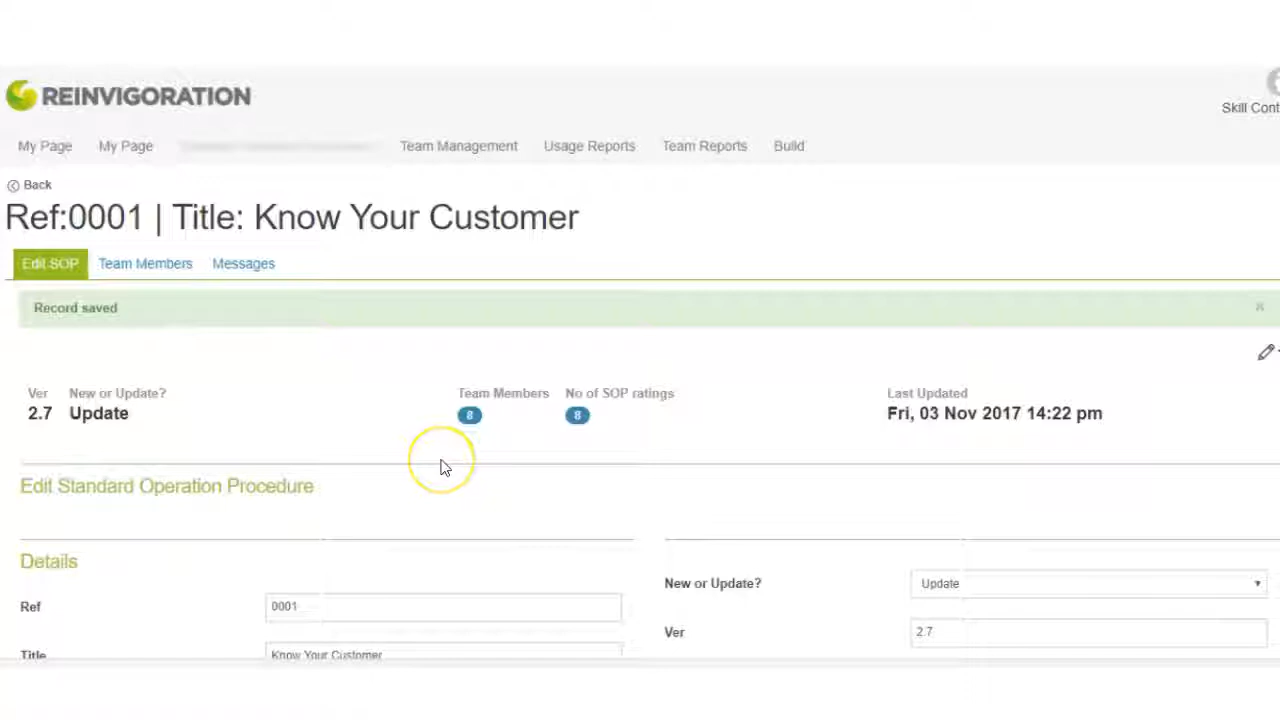 REINVIGORATION
Skill Cont
My Page My Page Team Management Usage Reports Team Reports Build
Back
Ref:0001 | Title: Know Your Customer
Edit SOP Team Members Messages
Record saved
Ver New or Update? Team Members No of SOP ratings Last Updated
2.7 Update 8 8 Fri, 03 Nov 2017 14:22 pm
Edit Standard Operation Procedure
Details
New or Update? Update
Ref 0001
Ver 2.7
Title Know Your Customer